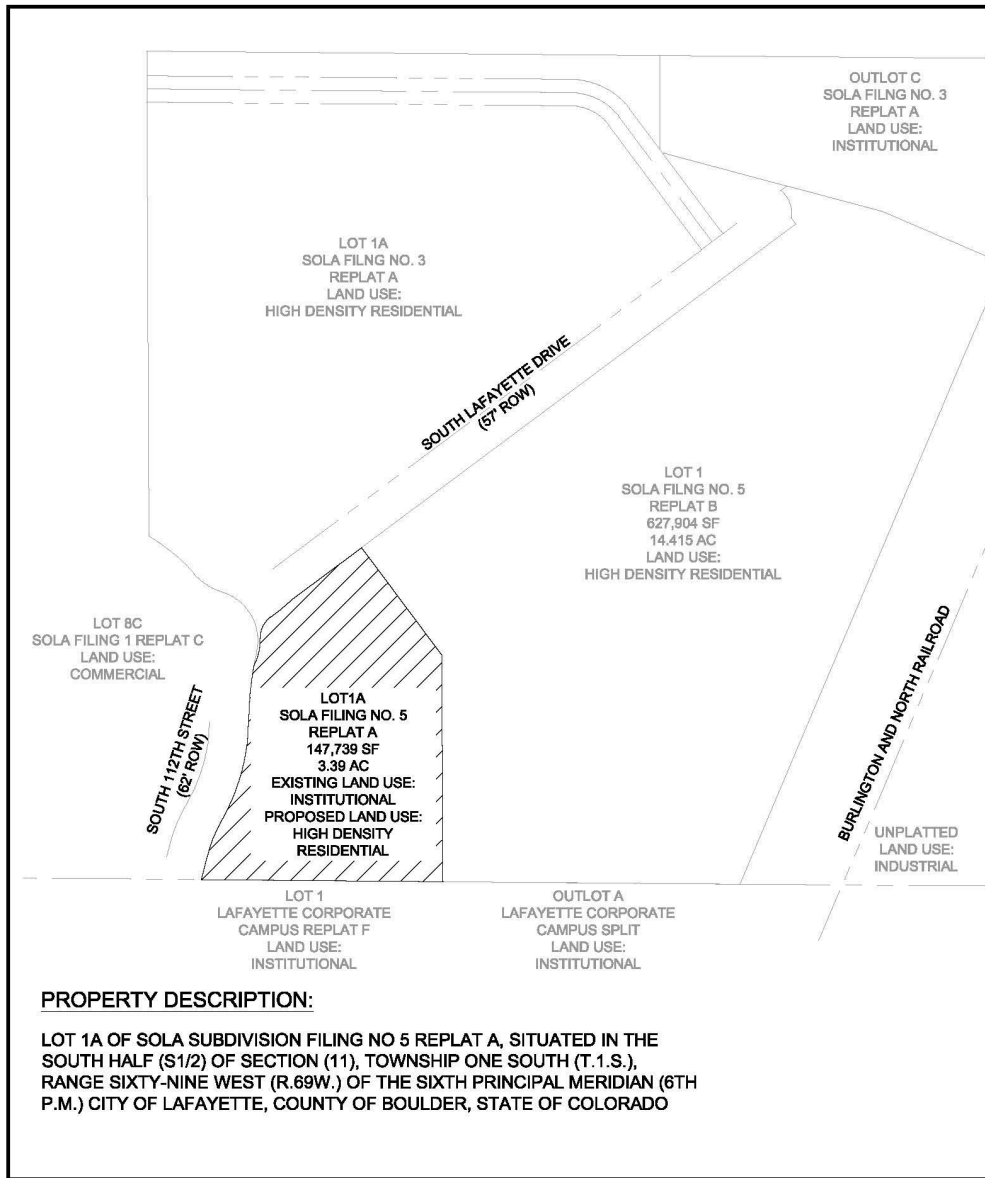 OUTLOT C
SOLA FILNG NO. 3
REPLAT A
LAND USE:
INSTITUTIONAL
LOT 1A
SOLA FILNG NO. 3
REPLAT A
LAND USE:
HIGH DENSITY RESIDENTIAL
SOUTH LAFAYETTE DRIVE
(57' ROW)
LOT 1
SOLA FILNG NO. 5
REPLAT B
627,904 SF
14.415 AC
LAND USE:
HIGH DENSITY RESIDENTIAL
LOT 8C
SOLA FILING 1 REPLAT C
LAND USE:
COMMERCIAL
SOUTH 112TH STREET
(62' ROW)
LOT1A
SOLA FILING NO. 5
REPLAT A
147,739 SF
3.39 AC
EXISTING LAND USE:
INSTITUTIONAL
PROPOSED LAND USE:
HIGH DENSITY
RESIDENTIAL
BURLINGTON AND NORTH RAILROAD
UNPLATTED
LAND USE:
INDUSTRIAL
LOT 1
LAFAYETTE CORPORATE
CAMPUS REPLAT F
LAND USE:
INSTITUTIONAL
OUTLOT A
LAFAYETTE CORPORATE
CAMPUS SPLIT
LAND USE:
INSTITUTIONAL
PROPERTY DESCRIPTION:
LOT 1A OF SOLA SUBDIVISION FILING NO 5 REPLAT A, SITUATED IN THE
SOUTH HALF (S1/2) OF SECTION (11), TOWNSHIP ONE SOUTH (T.1.S.),
RANGE SIXTY-NINE WEST (R.69W.) OF THE SIXTH PRINCIPAL MERIDIAN (6TH
P.M.) CITY OF LAFAYETTE, COUNTY OF BOULDER, STATE OF COLORADO